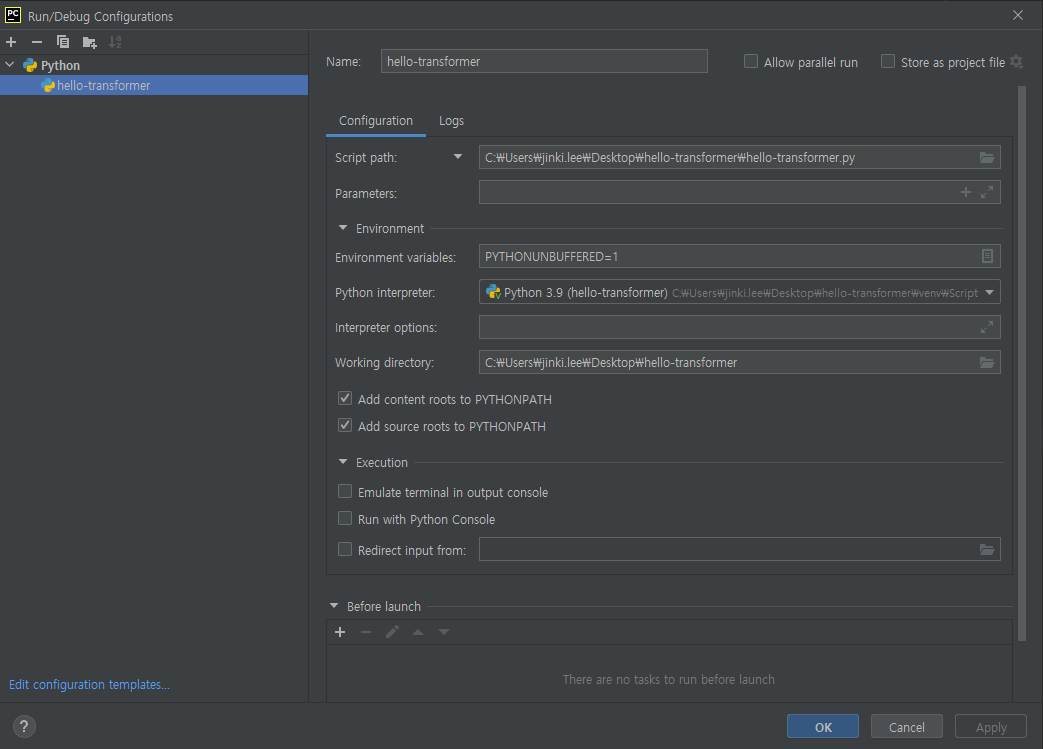 PC Run/Debug Configurations
Python
hello-transformer
Edit configuration templates...
Name: hello-transformer Allow parallel run Store as project file
Configuration Logs
Script path: C:₩Users₩jinki.lee₩Desktop₩hello-transformer₩hello-transformer.py
Parameters:
Environment
Environment variables: PYTHONUNBUFFERED=1
Python interpreter: Python 3.9 (hello-transformer) C:₩Users₩jinki.lee₩Desktop₩hello-transformer₩venv₩Script
Interpreter options:
Working directory: C:₩Users₩jinki.lee₩Desktop₩hello-transformer
Add content roots to PYTHONPATH
Add source roots to PYTHONPATH
Execution
Emulate terminal in output console
Run with Python Console
Redirect input from:
Before launch
There are no tasks to run before launch
? OK Cancel Apply